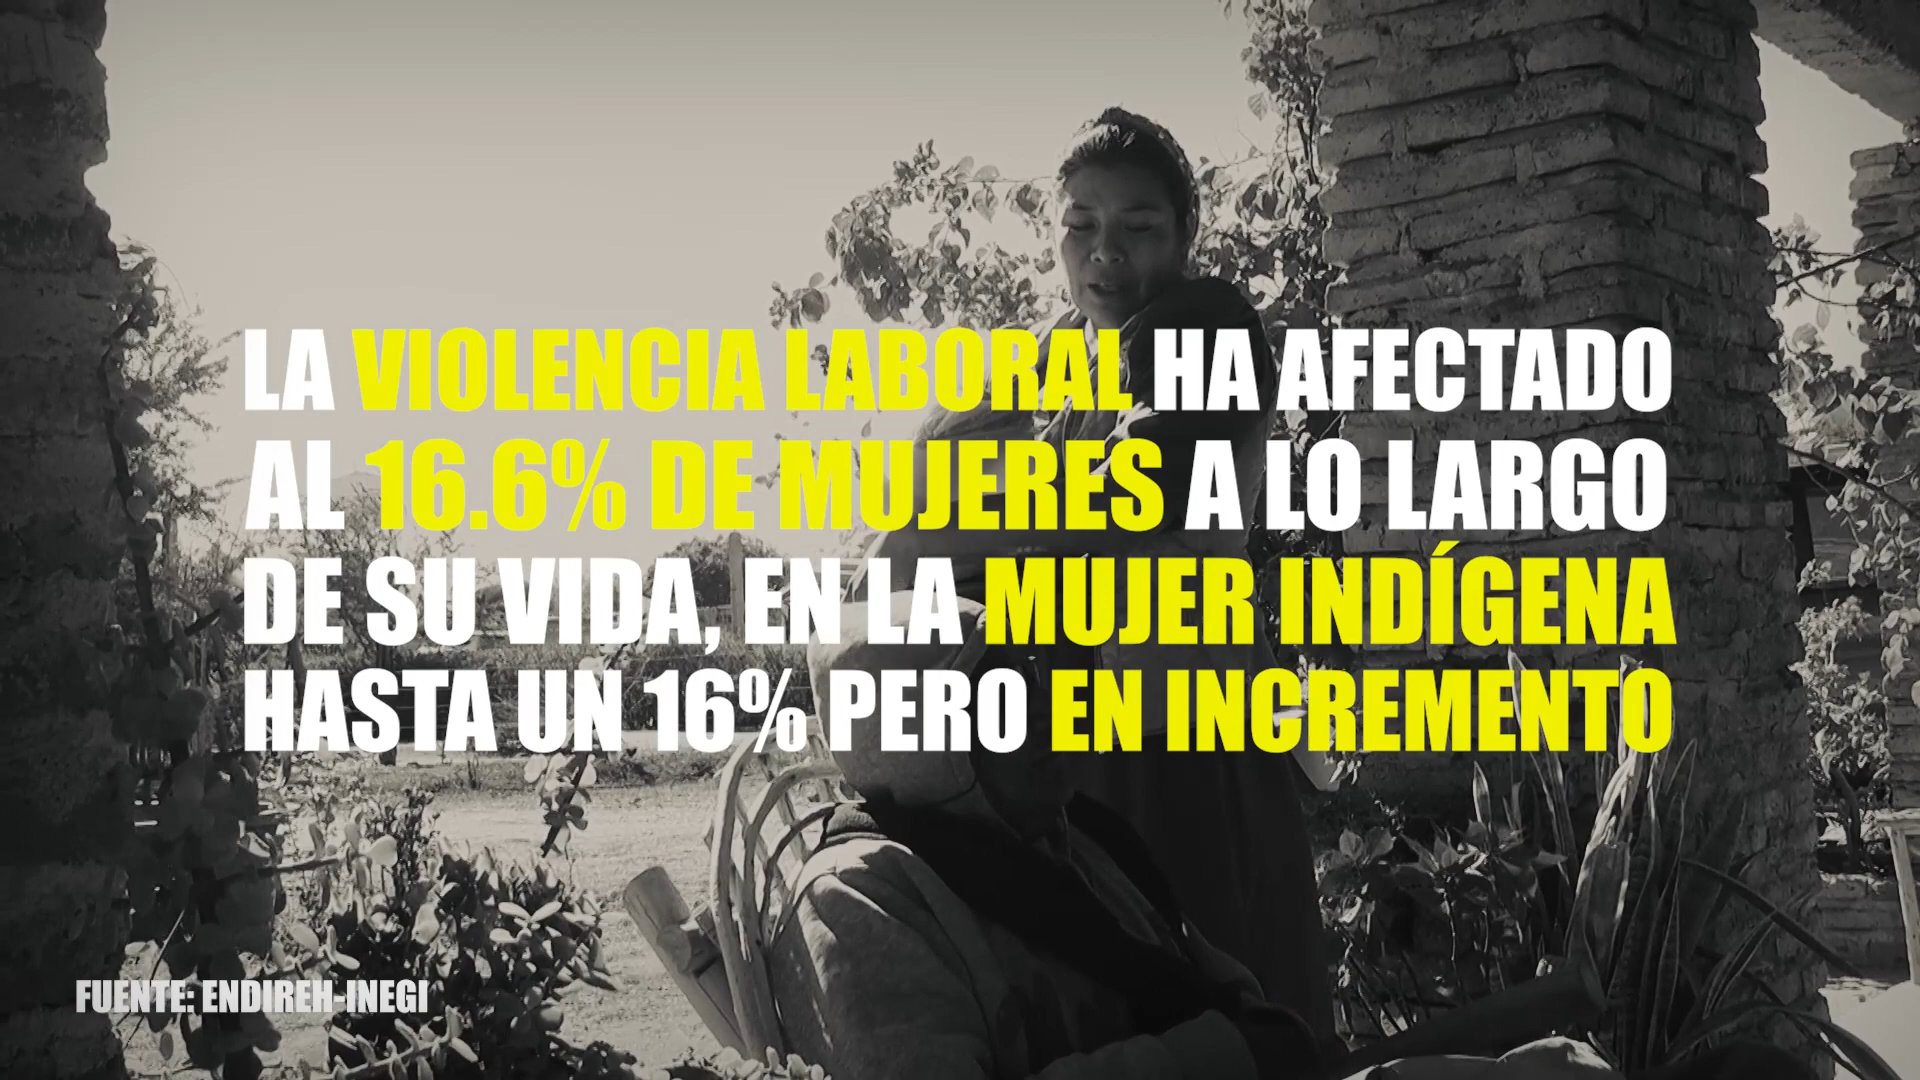 LA VIOLENCIA LABORAL HA AFECTADO
AL 16.6% DE MUJERES A LO LARGO
DE SU VIDA, EN LA MUJER INDÍGENA
HASTA UN 16% PERO EN INCREMENTO
FUENTE: ENDIREH-INEGI